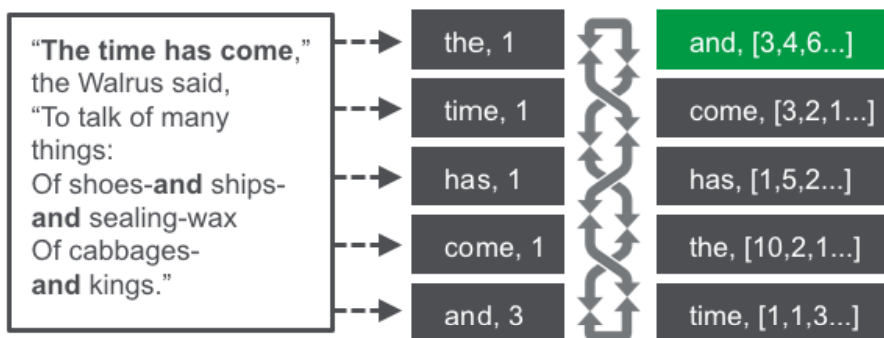 “The time has come,”
the Walrus said,
“To talk of many
things:
Of shoes-and ships-
and sealing-wax
Of cabbages-
and kings.”
the, 1
time, 1
has, 1
come, 1
and, 3
and, [3,4,6...]
come, [3,2,1...]
has, [1,5,2...]
the, [10,2,1...]
time, [1,1,3...]